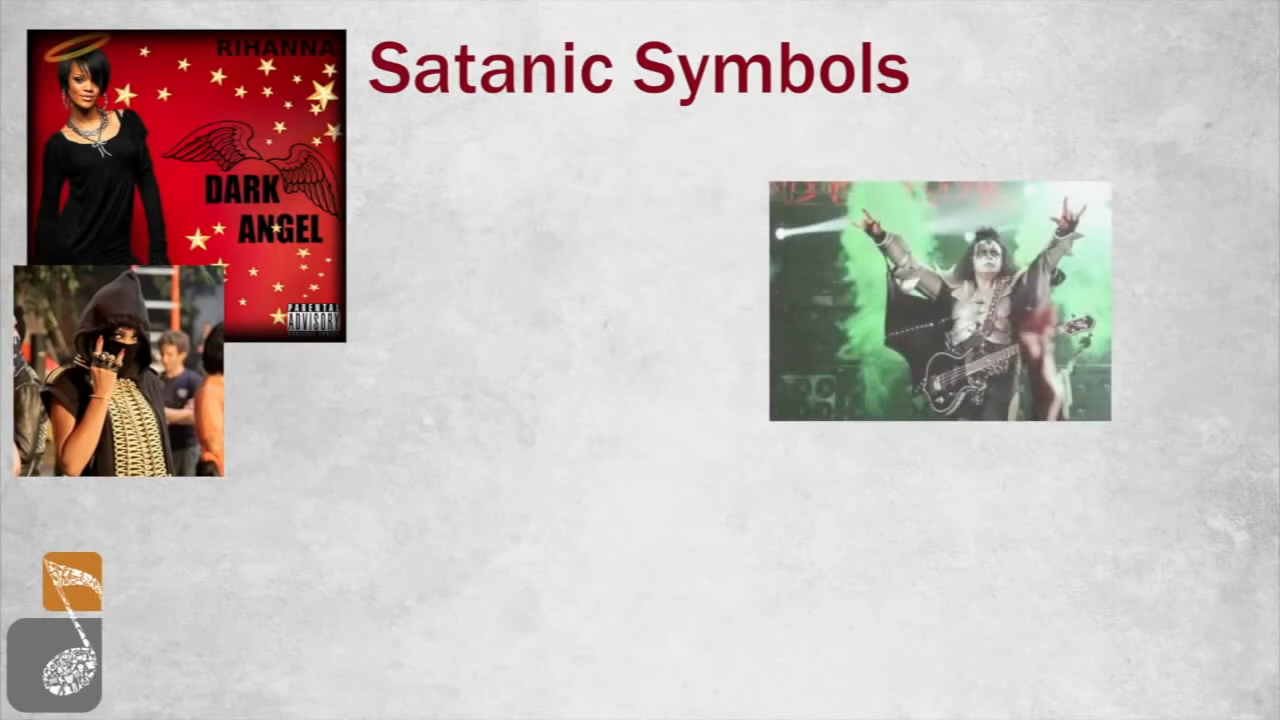 Satanic Symbols
RIHANNA
DARK
ANGEL
PARENTAL
ADVISORY